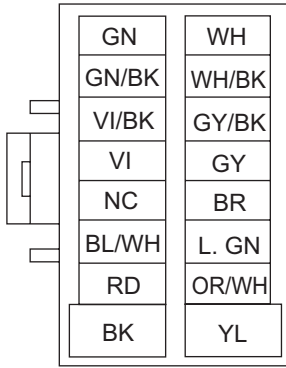 GN WH
GN/BK WH/BK
VI/BK GY/BK
VI GY
NC BR
BL/WH L. GN
RD OR/WH
BK YL